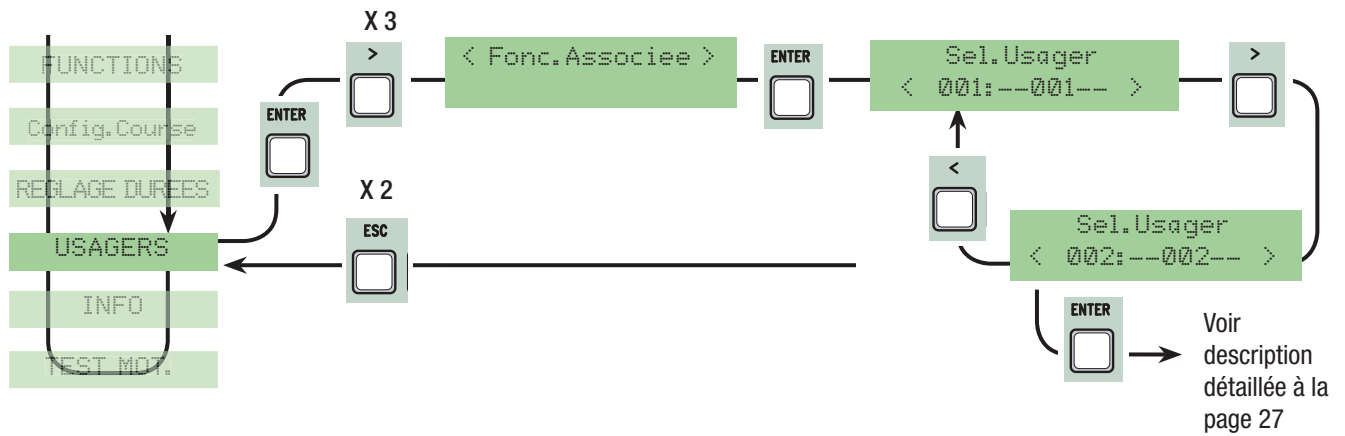 FUNCTIONS
Config.Course
REGLAGE DUREES
USAGERS
INFO
TEST MOT.
ENTER
X 3
>
< Fonc.Associee >
ENTER
Sel.Usager
< 001:--001-- >
>
<
Sel.Usager
< 002:--002-- >
X 2
ESC
ENTER
Voir
description
détaillée à la
page 27